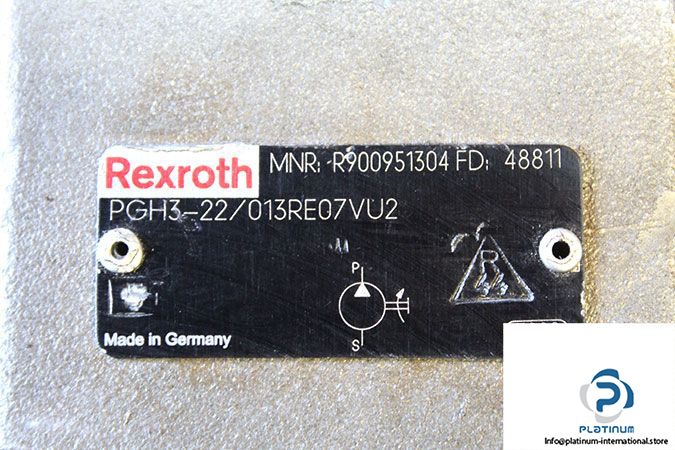 Rexroth MNR: R900951304 FD: 48811
PGH3-22/013RE07VU2
P
R
S
Made in Germany
PLATINUM
Info@platinum-international.store